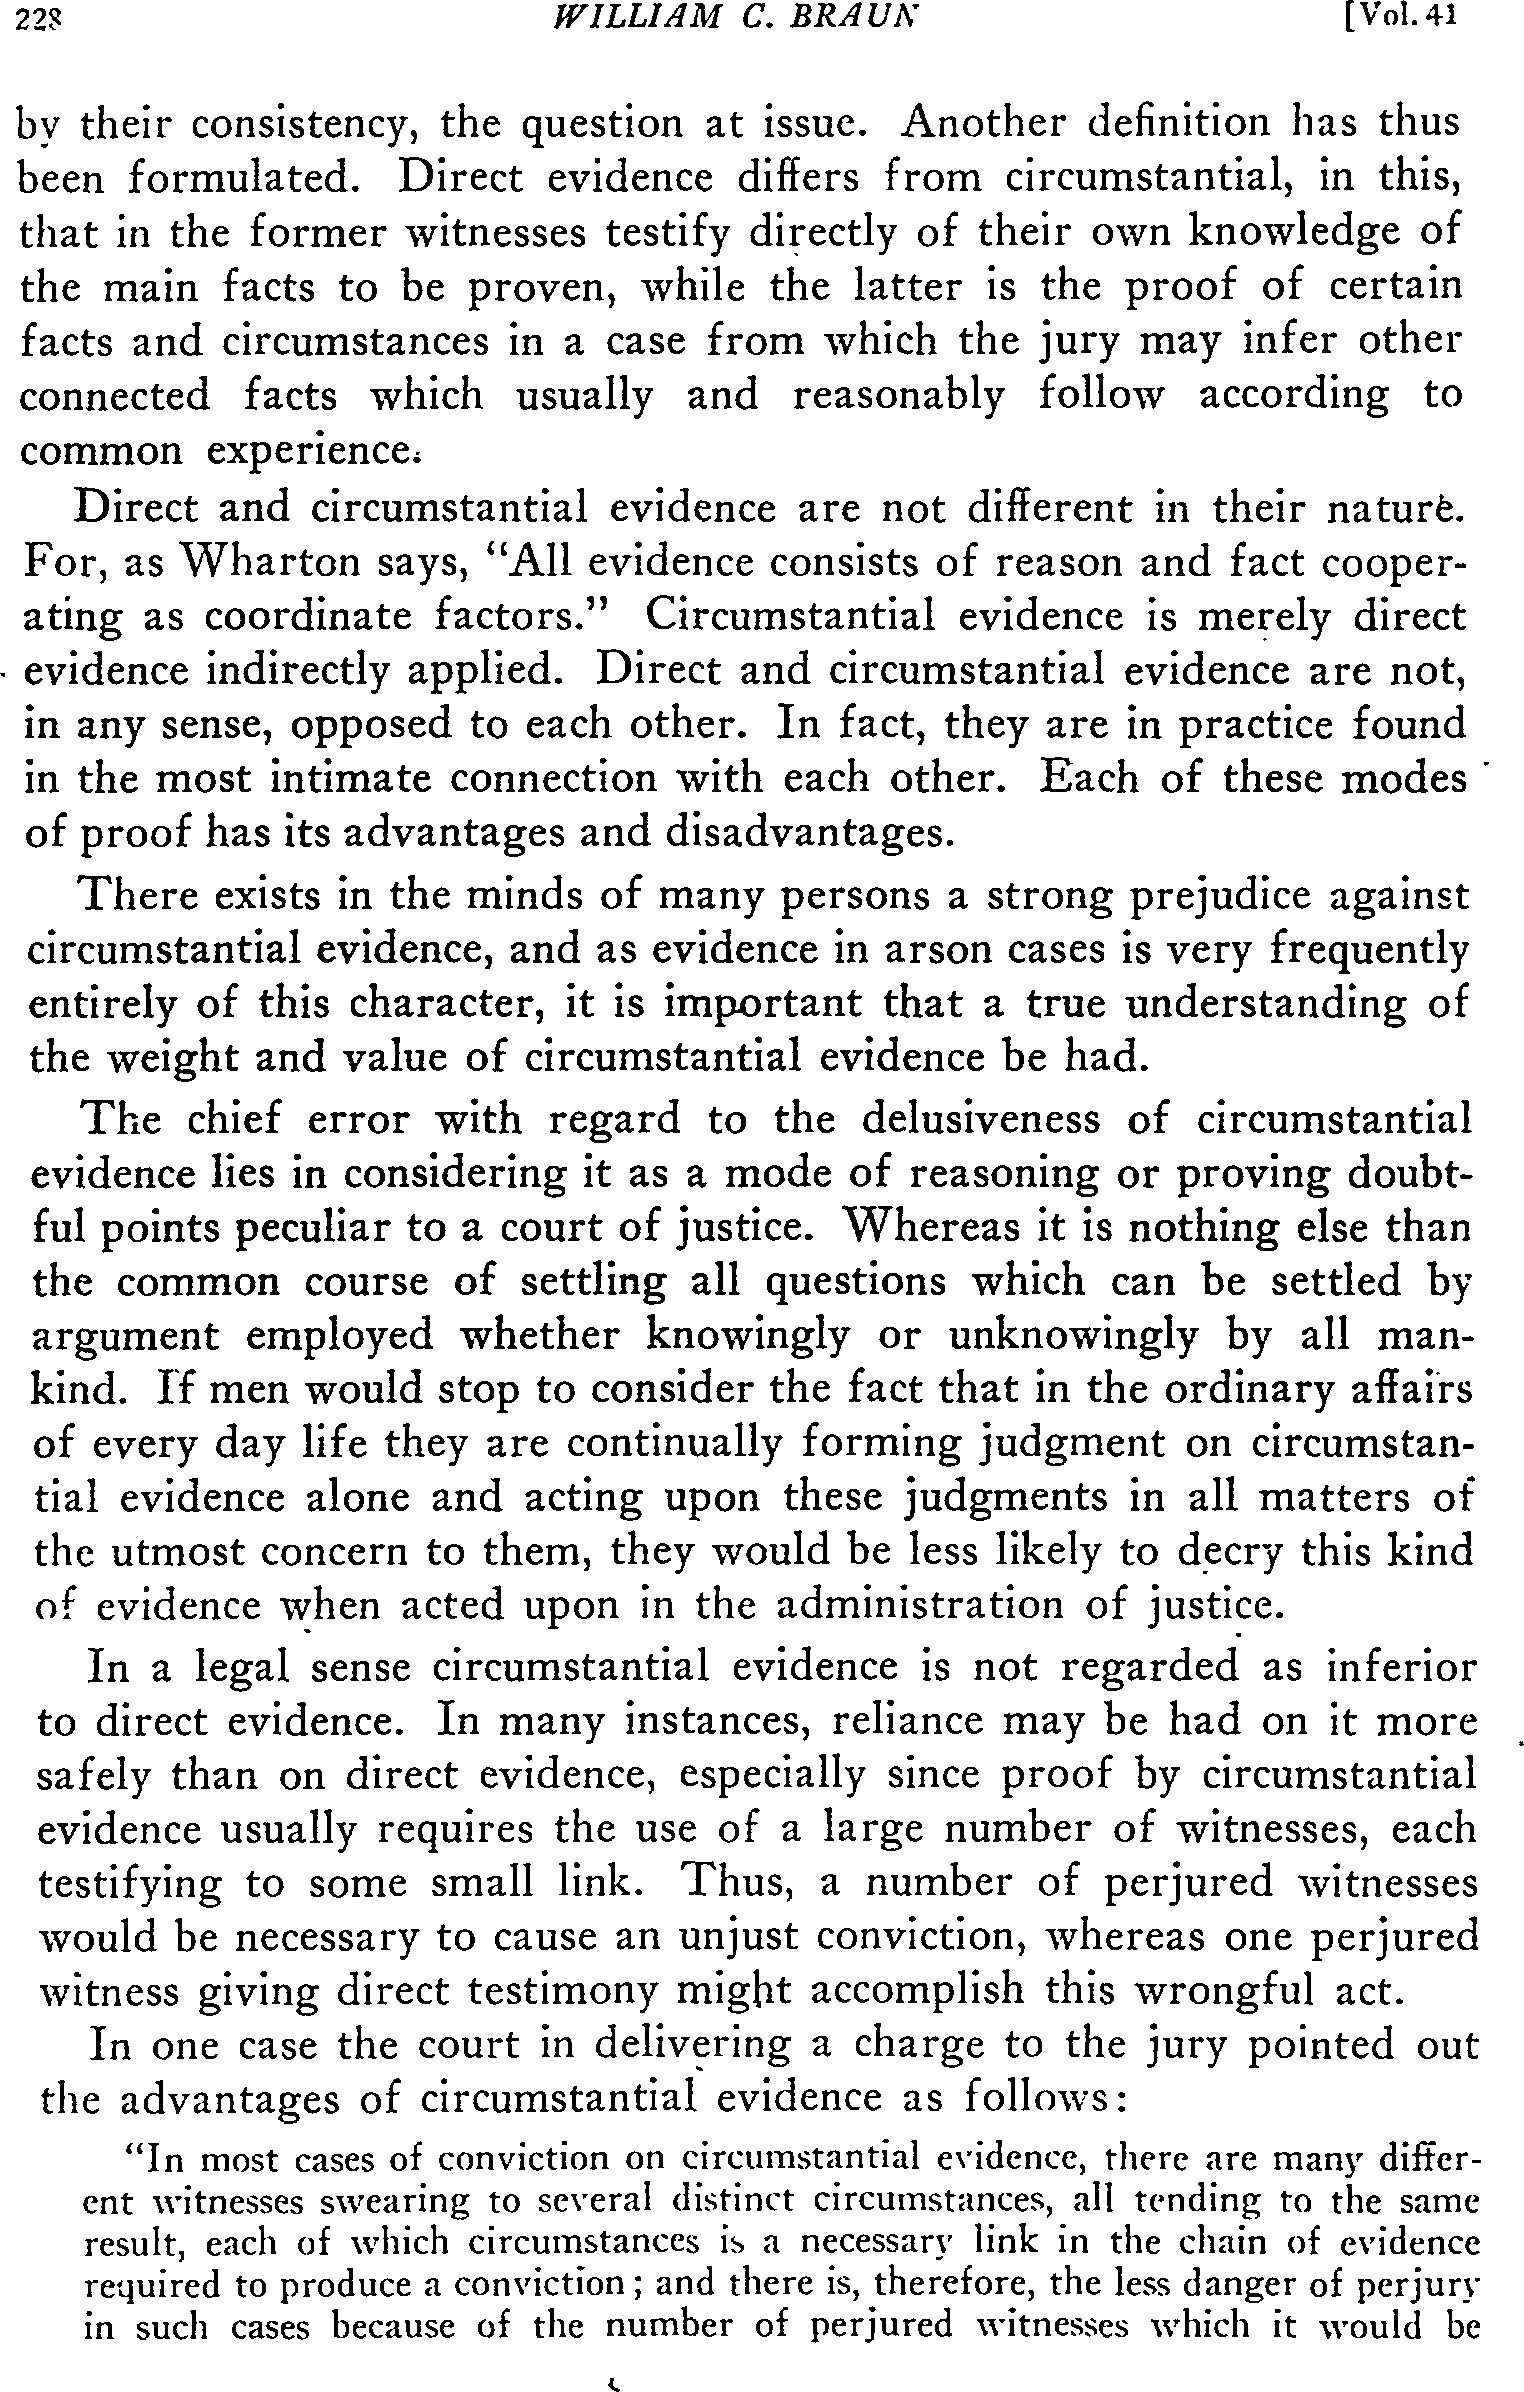 228 WILLIAM C. BRAUN [Vol. 41
by their consistency, the question at issue. Another definition has thus
been formulated. Direct evidence differs from circumstantial, in this,
that in the former witnesses testify directly of their own knowledge of
the main facts to be proven, while the latter is the proof of certain
facts and circumstances in a case from which the jury may infer other
connected facts which usually and reasonably follow according to
common experience.
Direct and circumstantial evidence are not different in their nature.
For, as Wharton says, "All evidence consists of reason and fact cooper-
ating as coordinate factors." Circumstantial evidence is merely direct
evidence indirectly applied. Direct and circumstantial evidence are not,
in any sense, opposed to each other. In fact, they are in practice found
in the most intimate connection with each other. Each of these modes
of proof has its advantages and disadvantages.
There exists in the minds of many persons a strong prejudice against
circumstantial evidence, and as evidence in arson cases is very frequently
entirely of this character, it is important that a true understanding of
the weight and value of circumstantial evidence be had.
The chief error with regard to the delusiveness of circumstantial
evidence lies in considering it as a mode of reasoning or proving doubt-
ful points peculiar to a court of justice. Whereas it is nothing else than
the common course of settling all questions which can be settled by
argument employed whether knowingly or unknowingly by all man-
kind. If men would stop to consider the fact that in the ordinary affairs
of every day life they are continually forming judgment on circumstan-
tial evidence alone and acting upon these judgments in all matters of
the utmost concern to them, they would be less likely to decry this kind
of evidence when acted upon in the administration of justice.
In a legal sense circumstantial evidence is not regarded as inferior
to direct evidence. In many instances, reliance may be had on it more
safely than on direct evidence, especially since proof by circumstantial
evidence usually requires the use of a large number of witnesses, each
testifying to some small link. Thus, a number of perjured witnesses
would be necessary to cause an unjust conviction, whereas one perjured
witness giving direct testimony might accomplish this wrongful act.
In one case the court in delivering a charge to the jury pointed out
the advantages of circumstantial evidence as follows:
"In most cases of conviction on circumstantial evidence, there are many differ-
ent witnesses swearing to several distinct circumstances, all tending to the same
result, each of which circumstances is a necessary link in the chain of evidence
required to produce a conviction; and there is, therefore, the less danger of perjury
in such cases because of the number of perjured witnesses which it would be